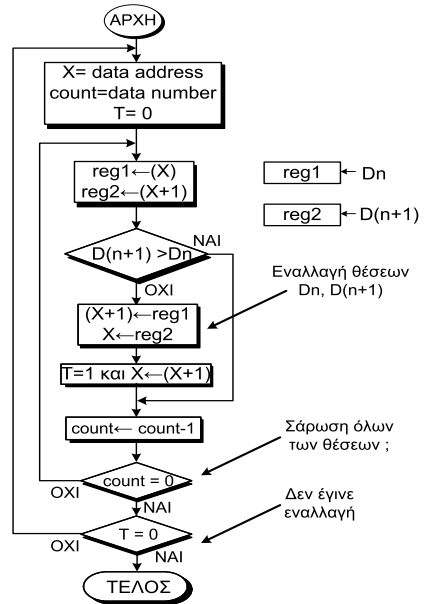 ΑΡΧΗ
X= data address
count=data number
T= 0
reg1←(X)
reg2←(X+1)
reg1
Dn
reg2
D(n+1)
D(n+1) >Dn
ΝΑΙ
ΟΧΙ
Εναλλαγή θέσεων
Dn, D(n+1)
(X+1)←reg1
X←reg2
T=1 και X←(X+1)
count← count-1
Σάρωση όλων
των θέσεων ;
count = 0
ΟΧΙ
ΝΑΙ
Δεν έγινε
εναλλαγή
T = 0
ΟΧΙ
ΝΑΙ
ΤΕΛΟΣ